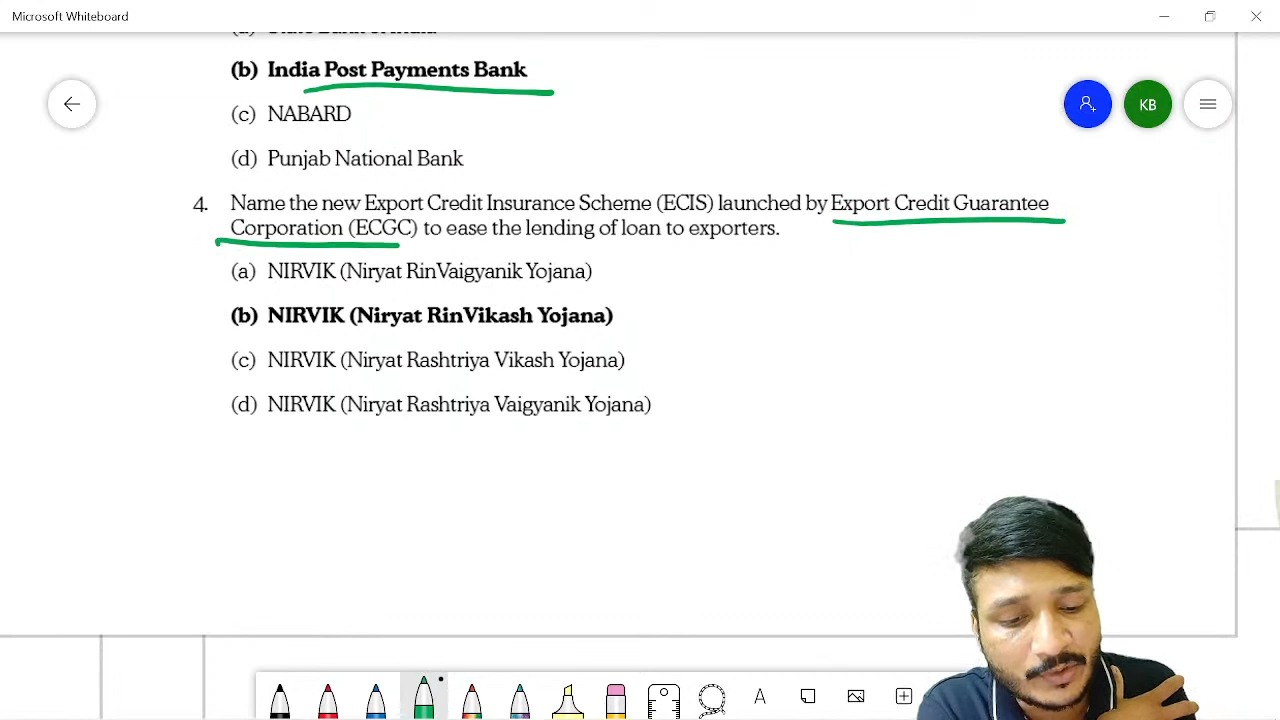 Microsoft Whiteboard
(b) India Post Payments Bank
(c) NABARD
KB
(d) Punjab National Bank
4. Name the new Export Credit Insurance Scheme (ECIS) launched by Export Credit Guarantee
Corporation (ECGC) to ease the lending of loan to exporters.
(a) NIRVIK (Niryat RinVaigyanik Yojana)
(b) NIRVIK (Niryat RinVikash Yojana)
(c) NIRVIK (Niryat Rashtriya Vikash Yojana)
(d) NIRVIK (Niryat Rashtriya Vaigyanik Yojana)